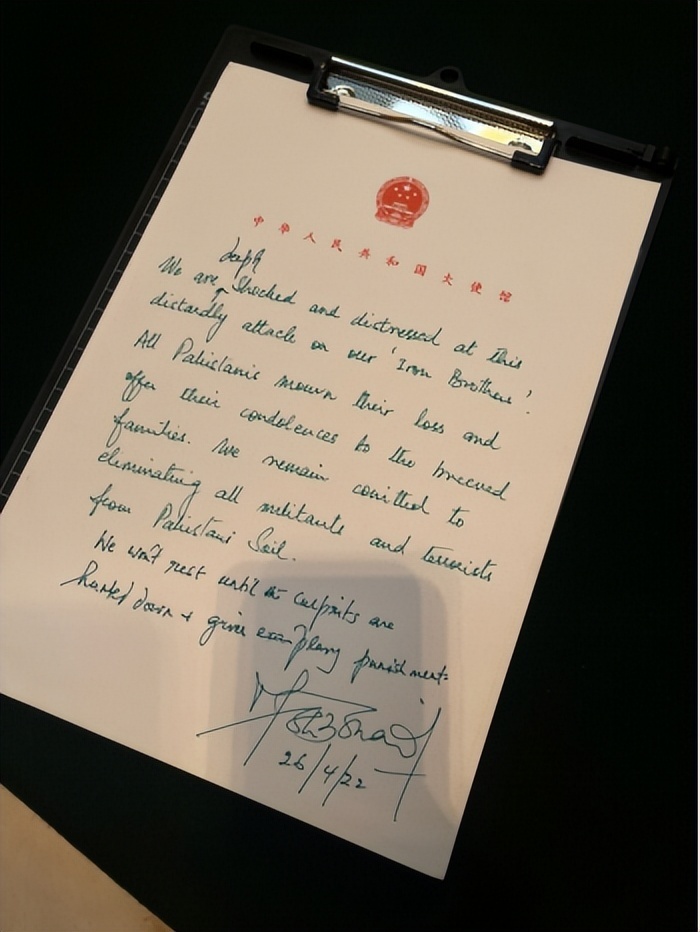 中华人民共和国大使馆
deeply
We are shocked and distressed at this
distardly attack on our 'Iron Brothers'.
All Pakistanis mourn their loss and
offer their condolences to the
families. We remain comitted to
eliminating all militants and terrorists
from Pakistani Soil.
We won't rest until culprits are
hunted down + given exemplary punishment.
26/4/22